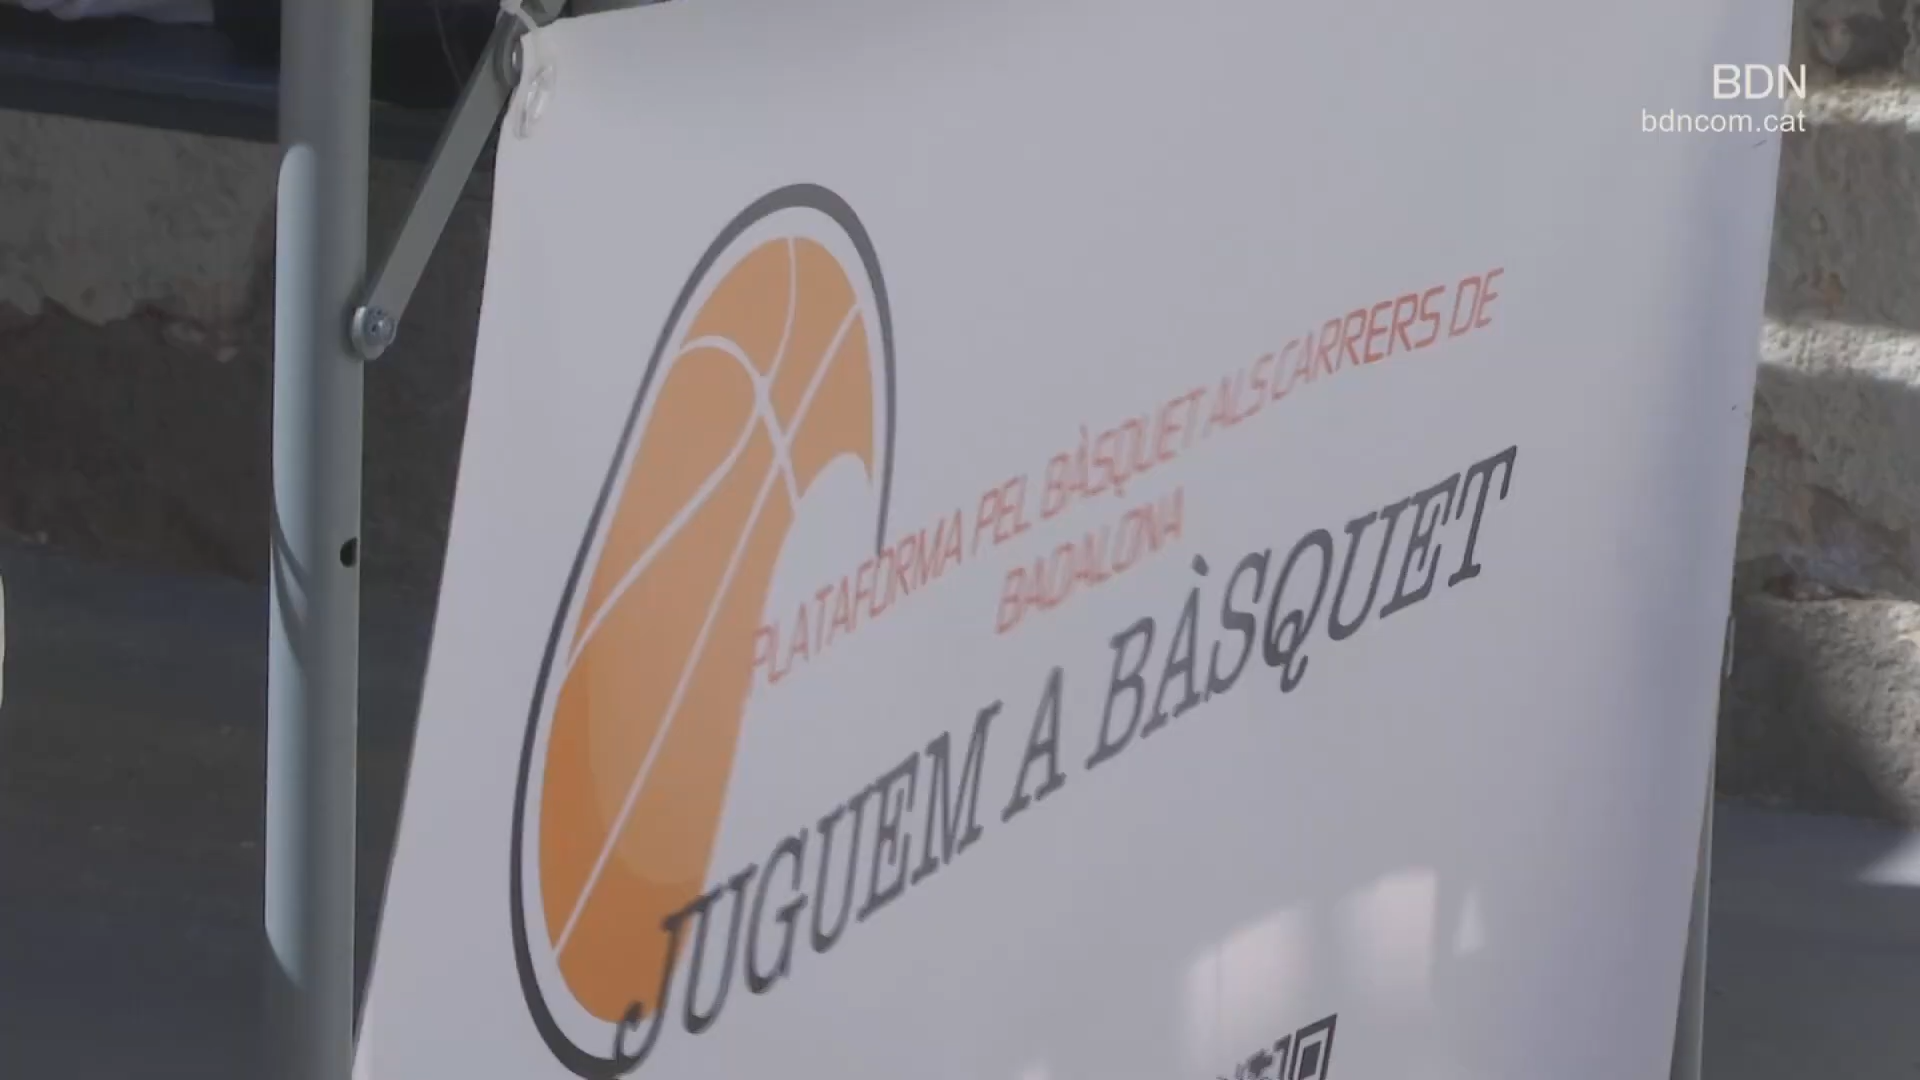 BDN
bdncom.cat
PLATAFORMA PEL BÀSQUET ALS CARRERS DE
BADALONA
JUGUEM A BÀSQUET